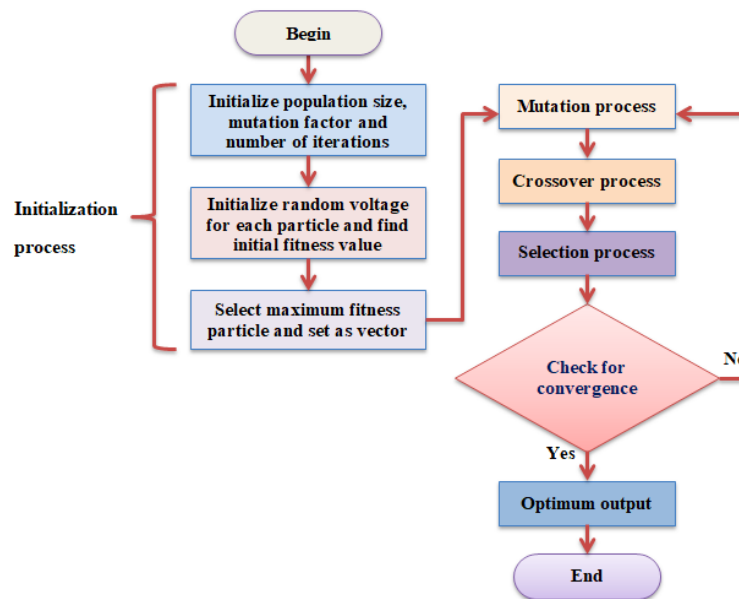 Begin
Initialize population size,
mutation factor and
number of iterations
Initialize random voltage
for each particle and find
initial fitness value
Select maximum fitness
particle and set as vector
Initialization
process
Mutation process
Crossover process
Selection process
Check for
convergence
No
Yes
Optimum output
End